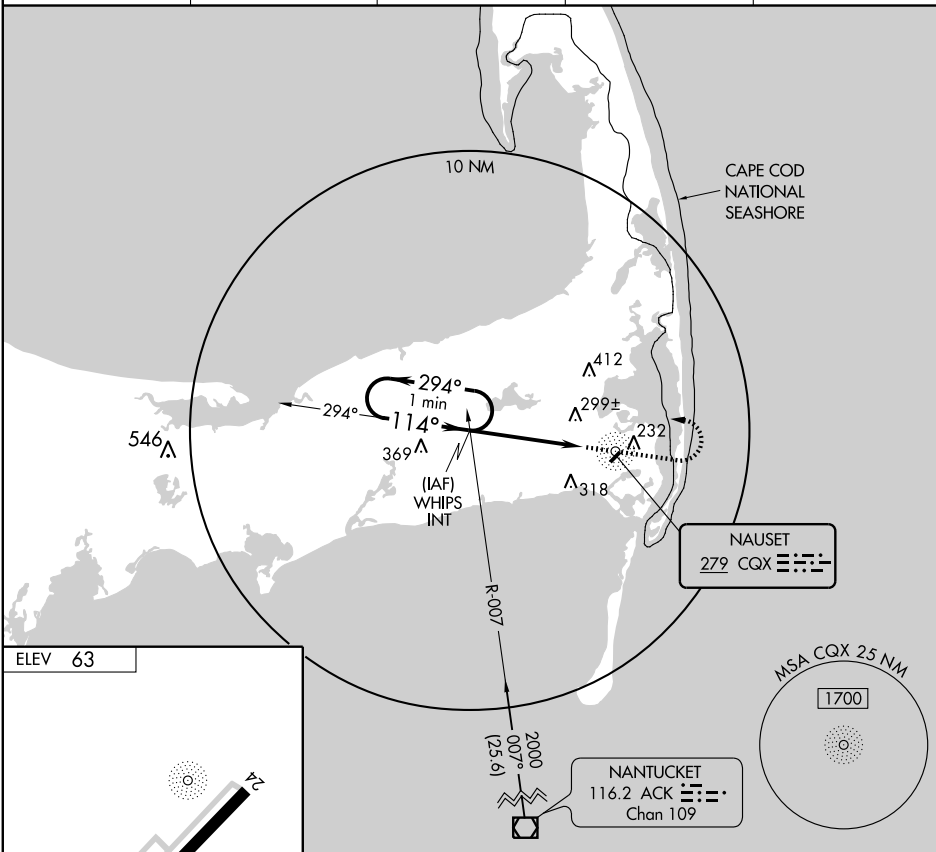 10 NM
CAPE COD
NATIONAL
SEASHORE
412
294°
1 min
294°
114°
299±
546
369
232
(IAF)
WHIPS
INT
318
NAUSET
279 CQX
R-007
ELEV 63
MSA CQX 25 NM
1700
2000
007°
(25.6)
24
NANTUCKET
116.2 ACK
Chan 109